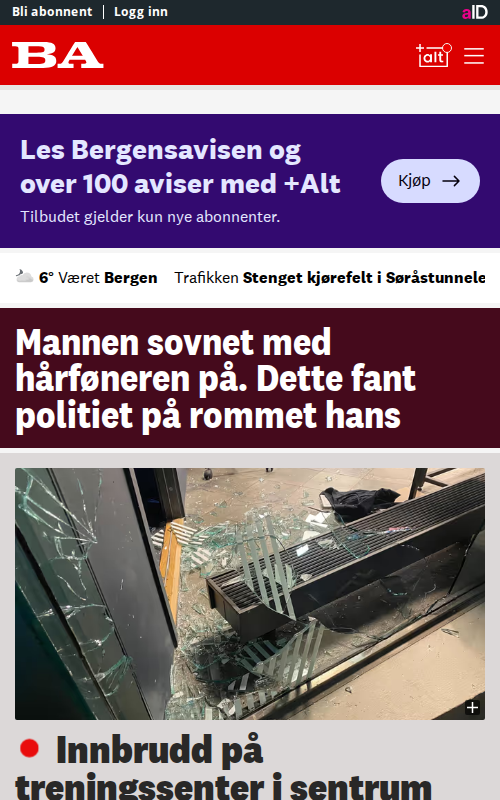 Bli abonnent | Logg inn
aID
BA
+alt
Les Bergensavisen og
over 100 aviser med +Alt
Tilbudet gjelder kun nye abonnenter.
Kjøp →
6° Været Bergen Trafikken Stenget kjørefelt i Søråstunnele
Mannen sovnet med
hårføneren på. Dette fant
politiet på rommet hans
Innbrudd på
treningssenter i sentrum